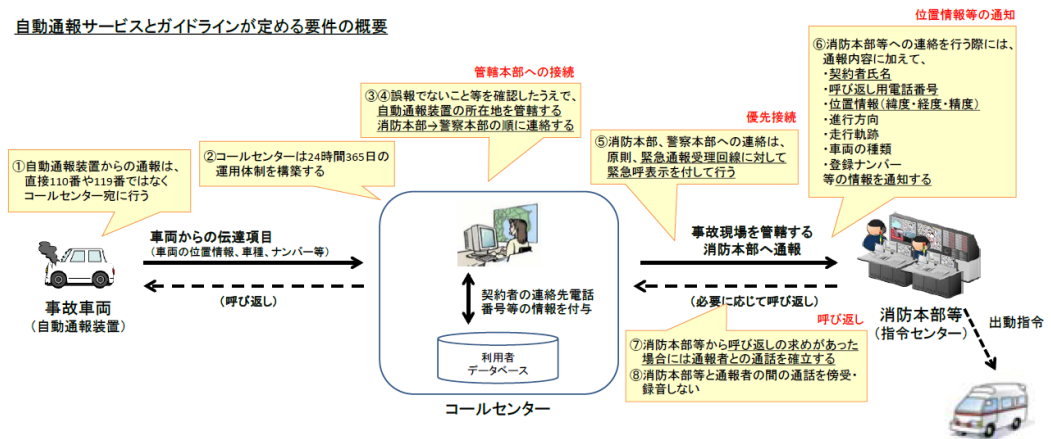 自動通報サービスとガイドラインが定める要件の概要
位置情報等の通知
⑥消防本部等への連絡を行う際には、
通報内容に加えて、
・契約者氏名
・呼び返し用電話番号
・位置情報(緯度・経度・精度)
・進行方向
・走行軌跡
・車両の種類
・登録ナンバー
等の情報を通知する
管轄本部への接続
③④誤報でないこと等を確認したうえで、
自動通報装置の所在地を管轄する
消防本部→警察本部の順に連絡する
優先接続
⑤消防本部、警察本部への連絡は、
原則、緊急通報受理回線に対して
緊急呼表示を付して行う
②コールセンターは24時間365日の
運用体制を構築する
①自動通報装置からの通報は、
直接110番や119番ではなく
コールセンター宛に行う
車両からの伝達項目
(車両の位置情報、車種、ナンバー等)
(呼び返し)
事故車両
(自動通報装置)
契約者の連絡先電話
番号等の情報を付与
利用者
データベース
コールセンター
事故現場を管轄する
消防本部へ通報
(必要に応じて呼び返し)
呼び返し
⑦消防本部等から呼び返しの求めがあった
場合には通報者との通話を確立する
⑧消防本部等と通報者の間の通話を傍受・
録音しない
消防本部等
(指令センター)
出動指令